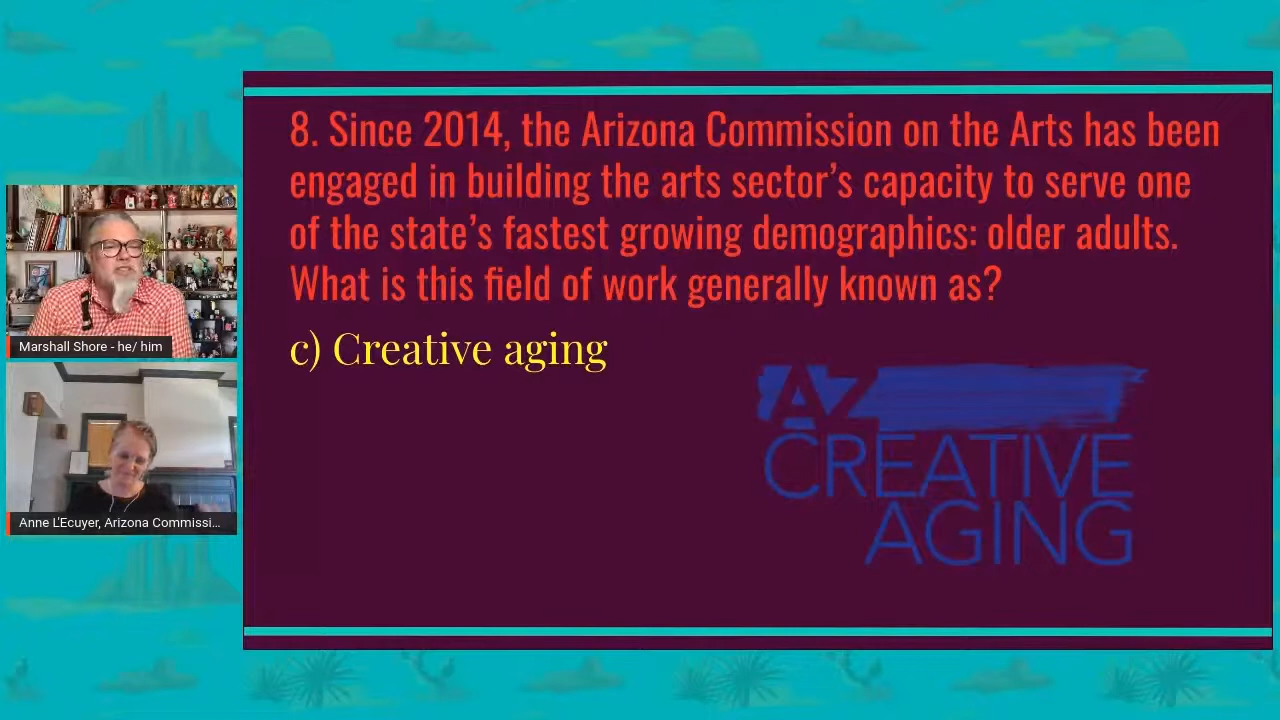 8. Since 2014, the Arizona Commission on the Arts has been
engaged in building the arts sector’s capacity to serve one
of the state’s fastest growing demographics: older adults.
What is this field of work generally known as?
c) Creative aging
AZ
CREATIVE
AGING
Marshall Shore - he/ him
Anne L'Ecuyer, Arizona Commissi...